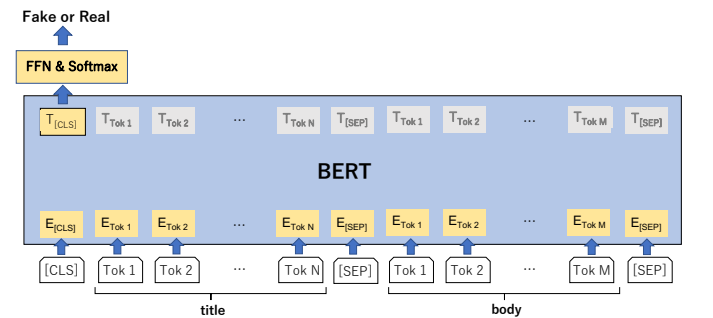 Fake or Real
FFN & Softmax
T[CLS] TTok 1 TTok 2 ... TTok N T[SEP] TTok 1 TTok 2 ... TTok M T[SEP]
BERT
E[CLS] ETok 1 ETok 2 ... ETok N E[SEP] ETok 1 ETok 2 ... ETok M E[SEP]
[CLS] Tok 1 Tok 2 ... Tok N [SEP] Tok 1 Tok 2 ... Tok M [SEP]
title body